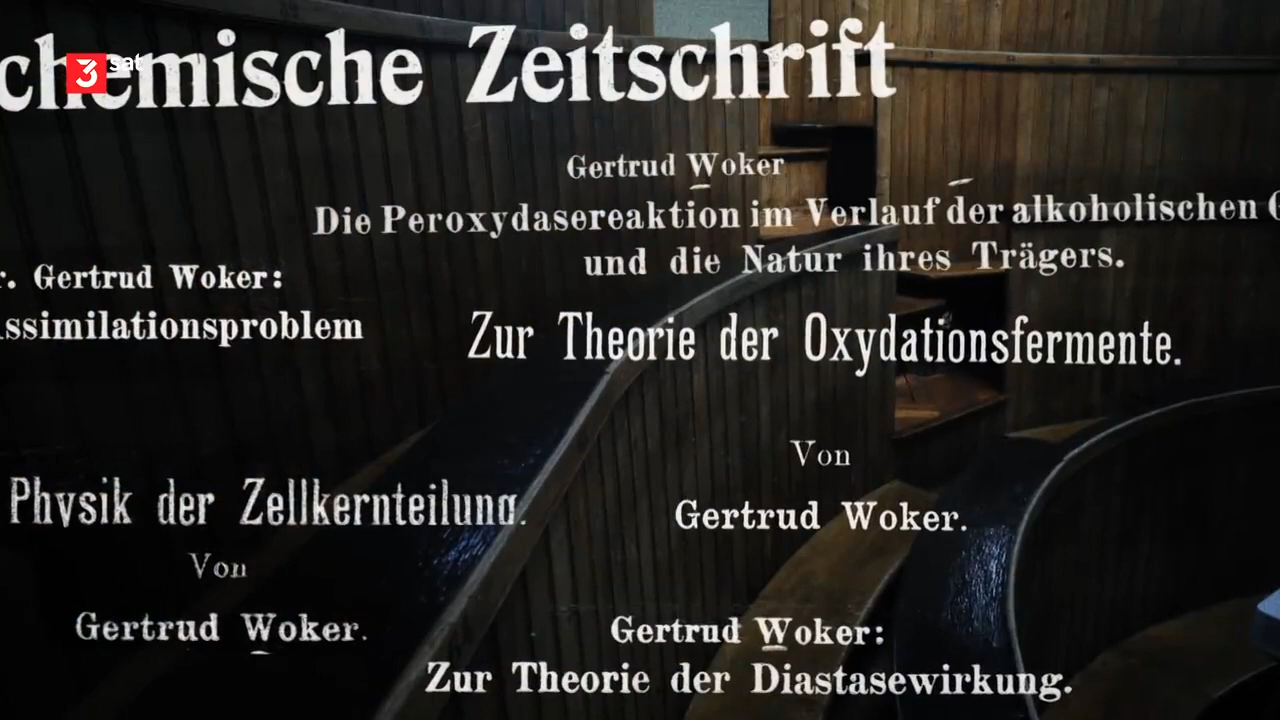 chemische Zeitschrift
3sat
Gertrud Woker
Die Peroxydasereaktion im Verlauf der alkoholischen
und die Natur ihres Trägers.
r. Gertrud Woker:
ssimilationsproblem
Zur Theorie der Oxydationsfermente.
Von
Gertrud Woker.
Physik der Zellkernteilung.
Von
Gertrud Woker.
Gertrud Woker:
Zur Theorie der Diastasewirkung.